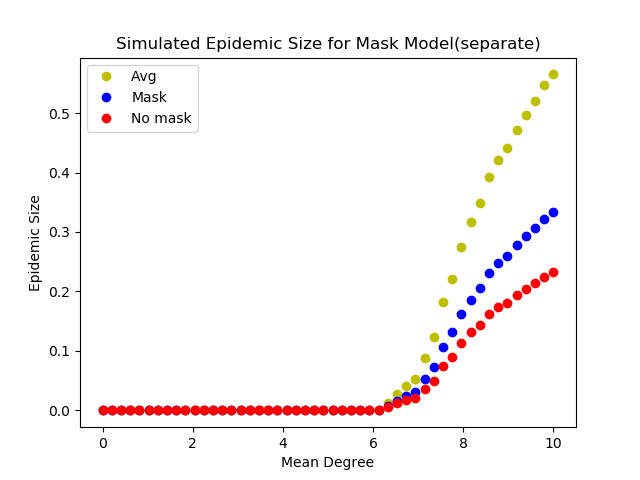 Simulated Epidemic Size for Mask Model(separate)
Avg
Mask
No mask
0.5
0.4
0.3
0.2
0.1
0.0
Epidemic Size
0 2 4 6 8 10
Mean Degree